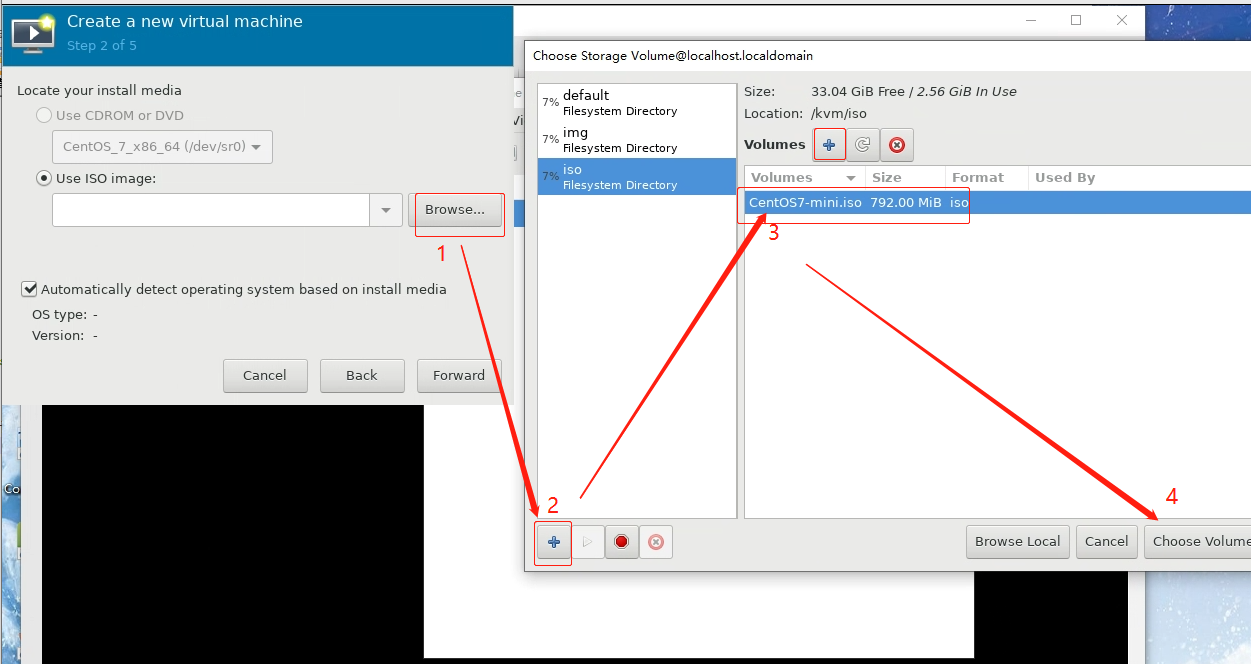 Create a new virtual machine
Step 2 of 5
Locate your install media
Use CDROM or DVD
CentOS_7_x86_64 (/dev/sr0)
Use ISO image:
Browse...
1
Automatically detect operating system based on install media
OS type: -
Version: -
Cancel
Back
Forward
Choose Storage Volume@localhost.localdomain
7% default
Filesystem Directory
7% img
Filesystem Directory
7% iso
Filesystem Directory
2
Size: 33.04 GiB Free / 2.56 GiB In Use
Location: /kvm/iso
Volumes
Volumes Size Format Used By
CentOS7-mini.iso 792.00 MiB iso
3
4
Browse Local
Cancel
Choose Volume
Co